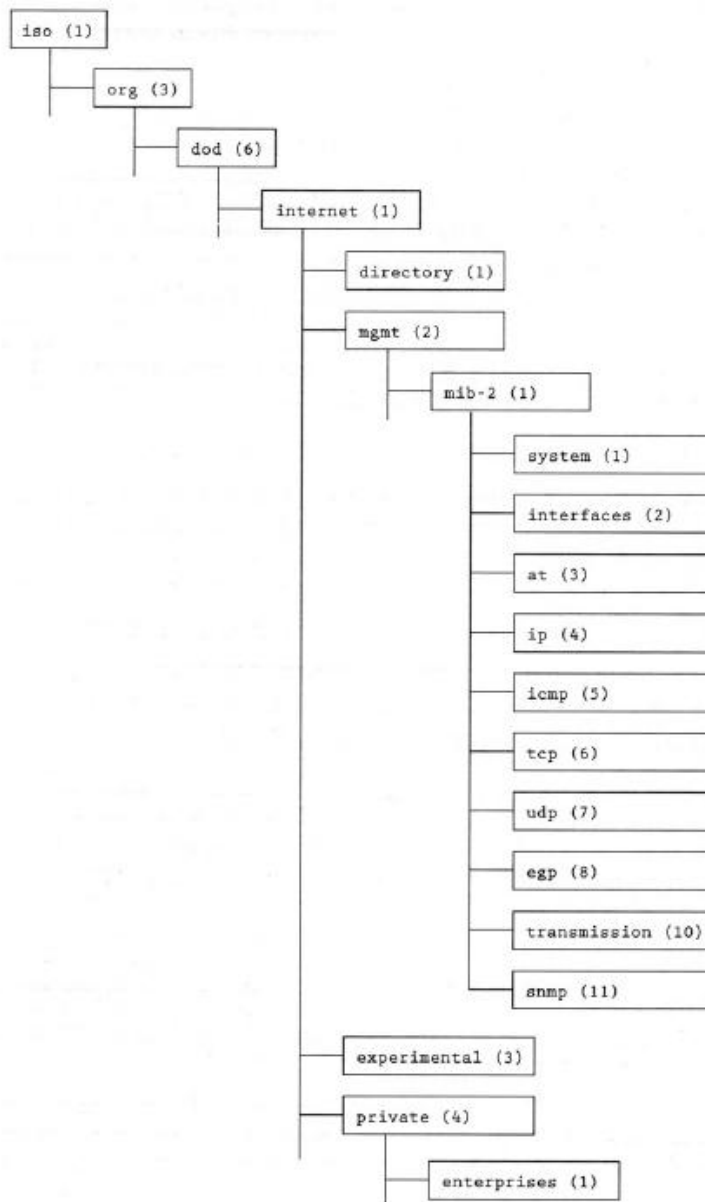 iso (1)
org (3)
dod (6)
internet (1)
directory (1)
mgmt (2)
mib-2 (1)
system (1)
interfaces (2)
at (3)
ip (4)
icmp (5)
tcp (6)
udp (7)
egp (8)
transmission (10)
snmp (11)
experimental (3)
private (4)
enterprises (1)